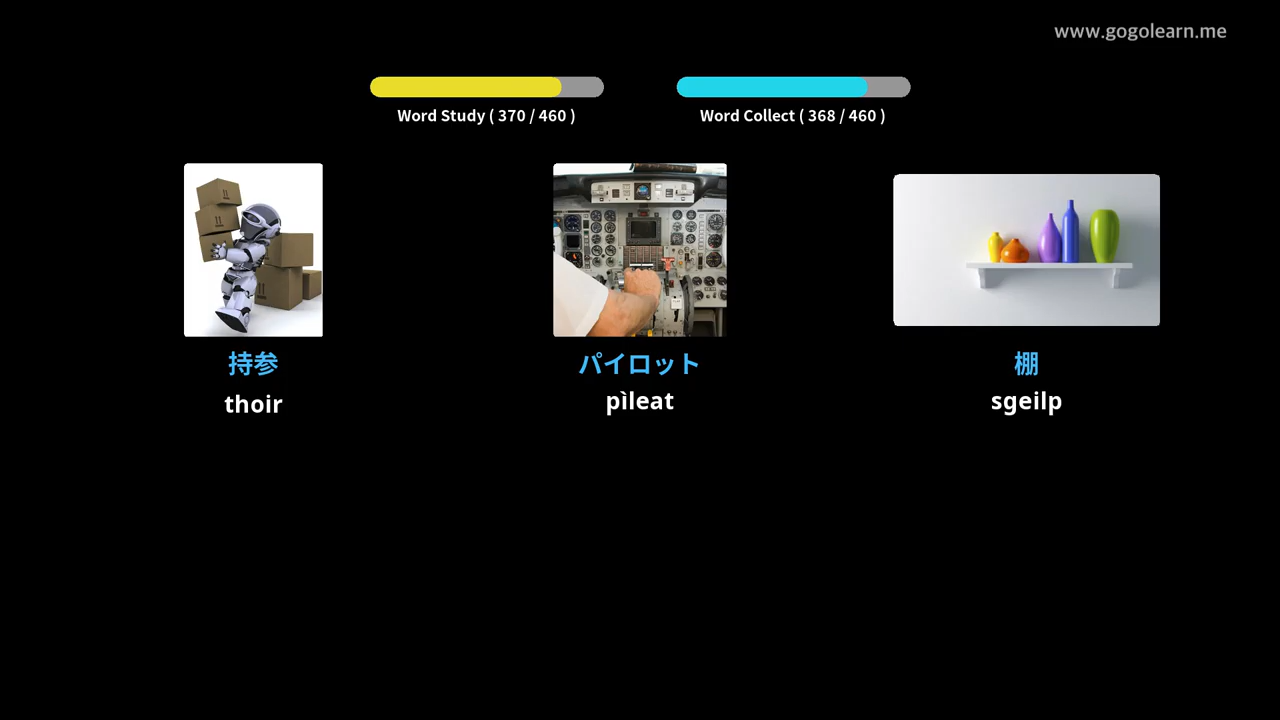 www.gogolearn.me
Word Study ( 370 / 460 )
Word Collect ( 368 / 460 )
持参
パイロット
棚
thoir
pìleat
sgeilp